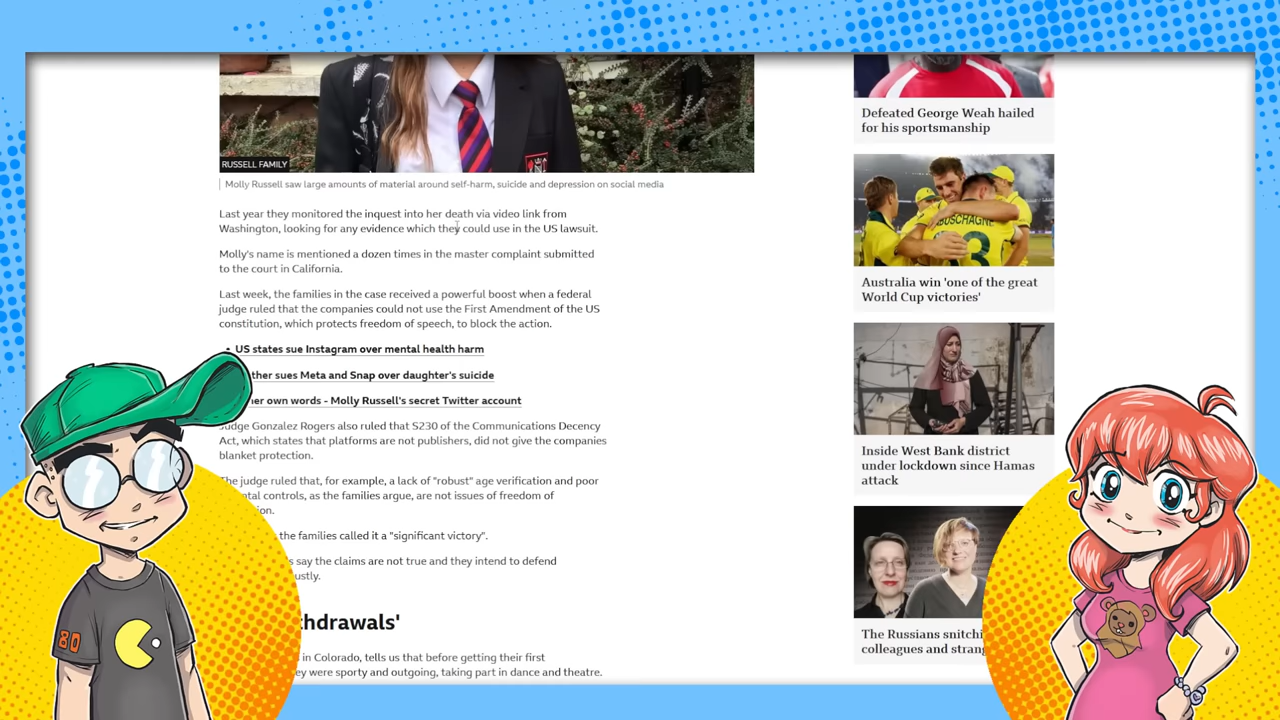 RUSSELL FAMILY
Molly Russell saw large amounts of material around self-harm, suicide and depression on social media
Last year they monitored the inquest into her death via video link from
Washington, looking for any evidence which they could use in the US lawsuit.
Molly's name is mentioned a dozen times in the master complaint submitted
to the court in California.
Last week, the families in the case received a powerful boost when a federal
judge ruled that the companies could not use the First Amendment of the US
constitution, which protects freedom of speech, to block the action.
• US states sue Instagram over mental health harm
ther sues Meta and Snap over daughter's suicide
her own words - Molly Russell's secret Twitter account
Judge Gonzalez Rogers also ruled that S230 of the Communications Decency
Act, which states that platforms are not publishers, did not give the companies
blanket protection.
The judge ruled that, for example, a lack of "robust" age verification and poor
ntal controls, as the families argue, are not issues of freedom of
ion.
the families called it a "significant victory".
say the claims are not true and they intend to defend
ustly.
thdrawals'
in Colorado, tells us that before getting their first
ey were sporty and outgoing, taking part in dance and theatre.
Defeated George Weah hailed
for his sportsmanship
Australia win 'one of the great
World Cup victories'
Inside West Bank district
under lockdown since Hamas
attack
The Russians snitchi
colleagues and strang
80